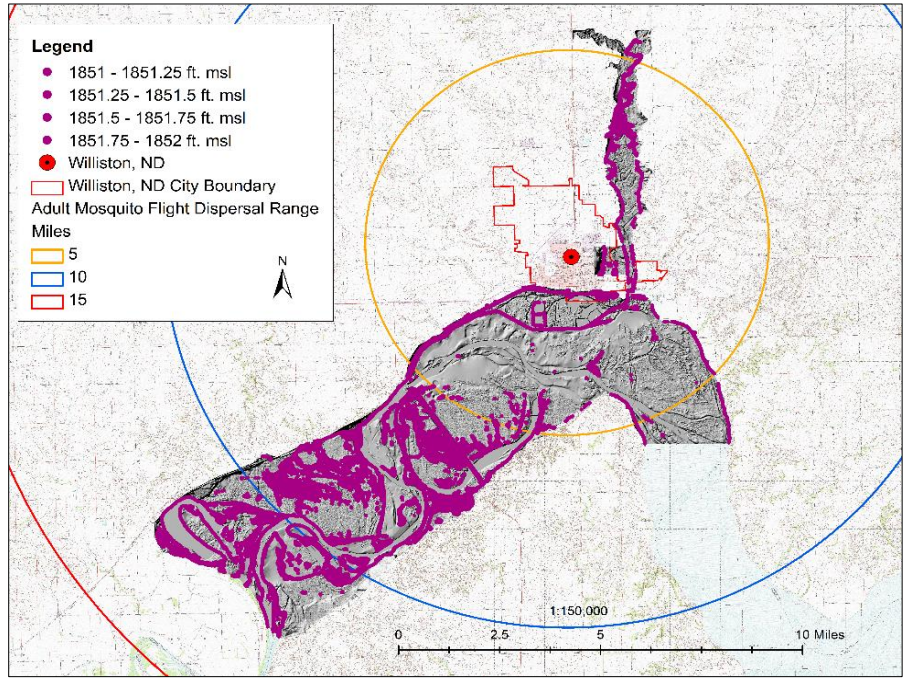 Legend
1851 - 1851.25 ft. msl
1851.25 - 1851.5 ft. msl
1851.5 - 1851.75 ft. msl
1851.75 - 1852 ft. msl
Williston, ND
Williston, ND City Boundary
Adult Mosquito Flight Dispersal Range
Miles
5
10
15
N
1:150,000
0 2.5 5 10 Miles